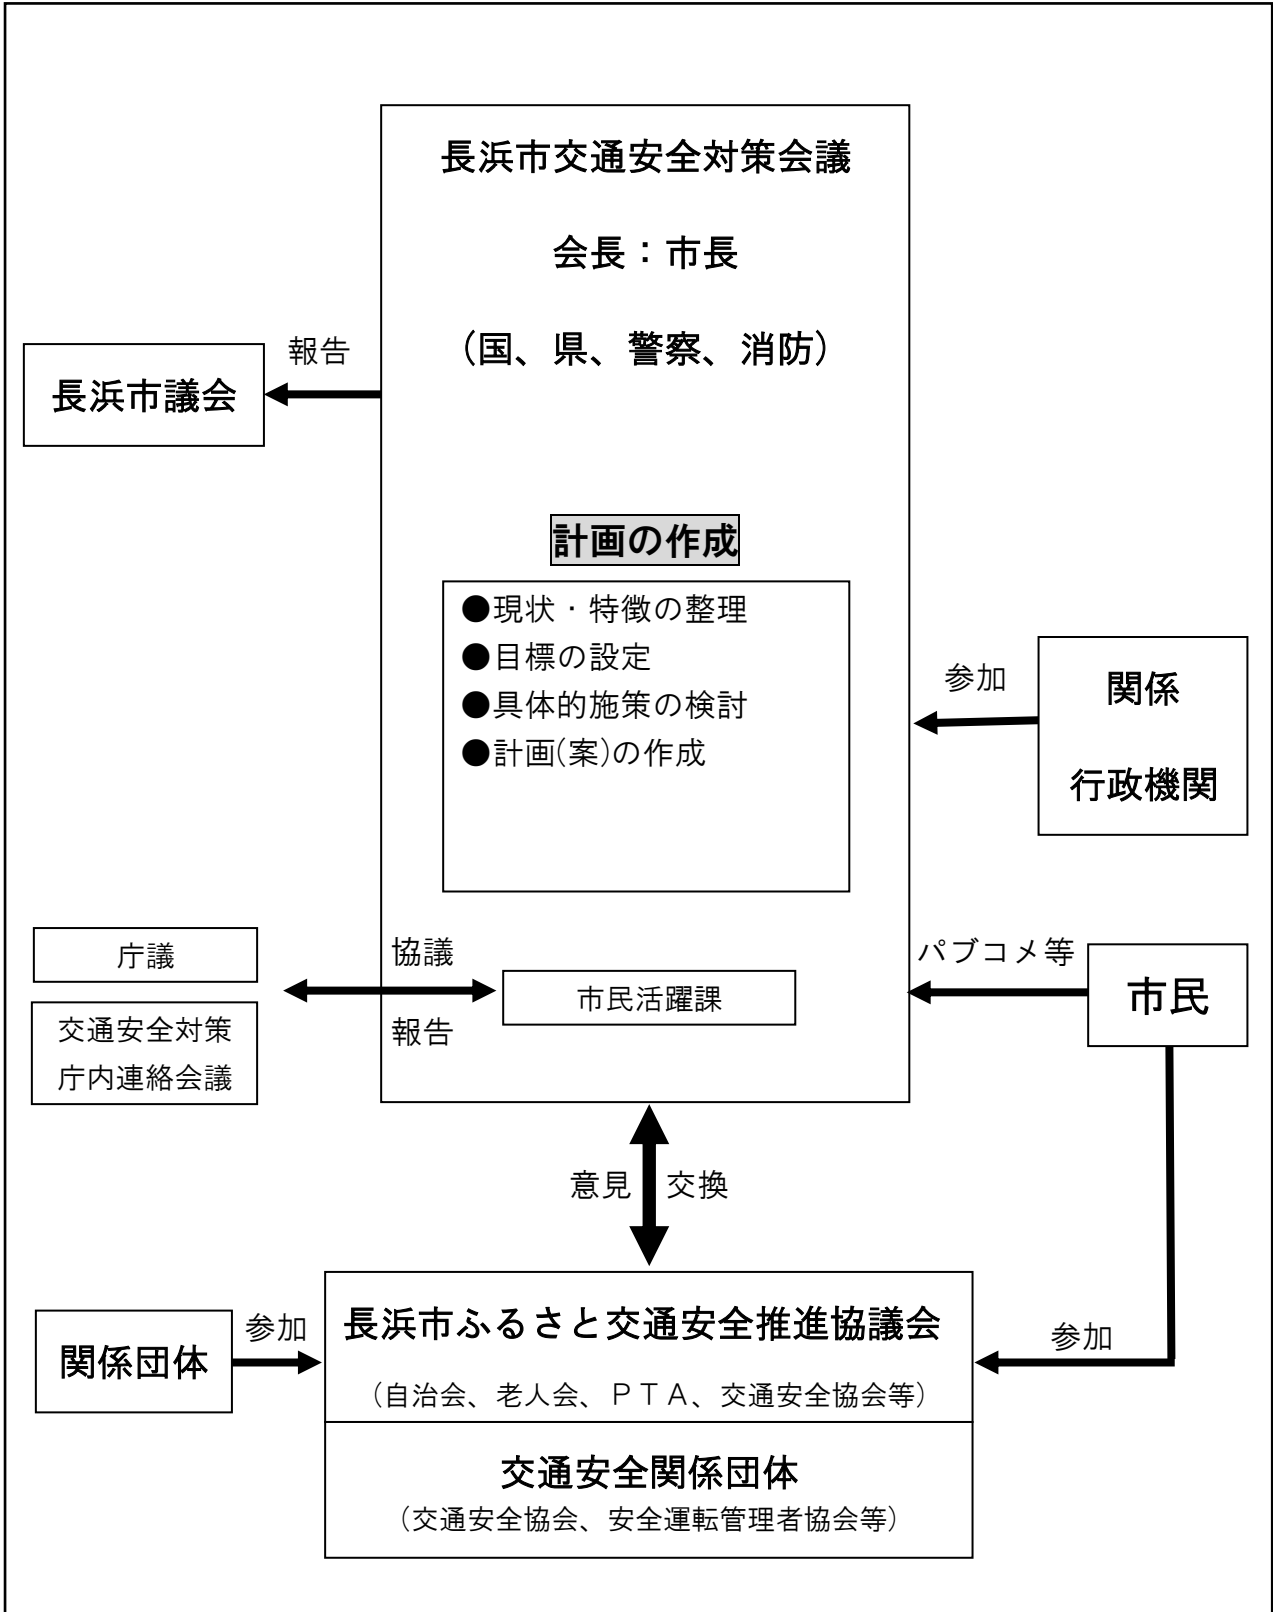 長浜市交通安全対策会議
会長：市長
（国、県、警察、消防）
報告
長浜市議会
計画の作成
●現状・特徴の整理
●目標の設定
●具体的施策の検討
●計画(案)の作成
参加
関係
行政機関
庁議
協議
パブコメ等
市民活躍課
市民
交通安全対策
庁内連絡会議
報告
意見
交換
長浜市ふるさと交通安全推進協議会
参加
参加
関係団体
（自治会、老人会、ＰＴＡ、交通安全協会等）
交通安全関係団体
（交通安全協会、安全運転管理者協会等）